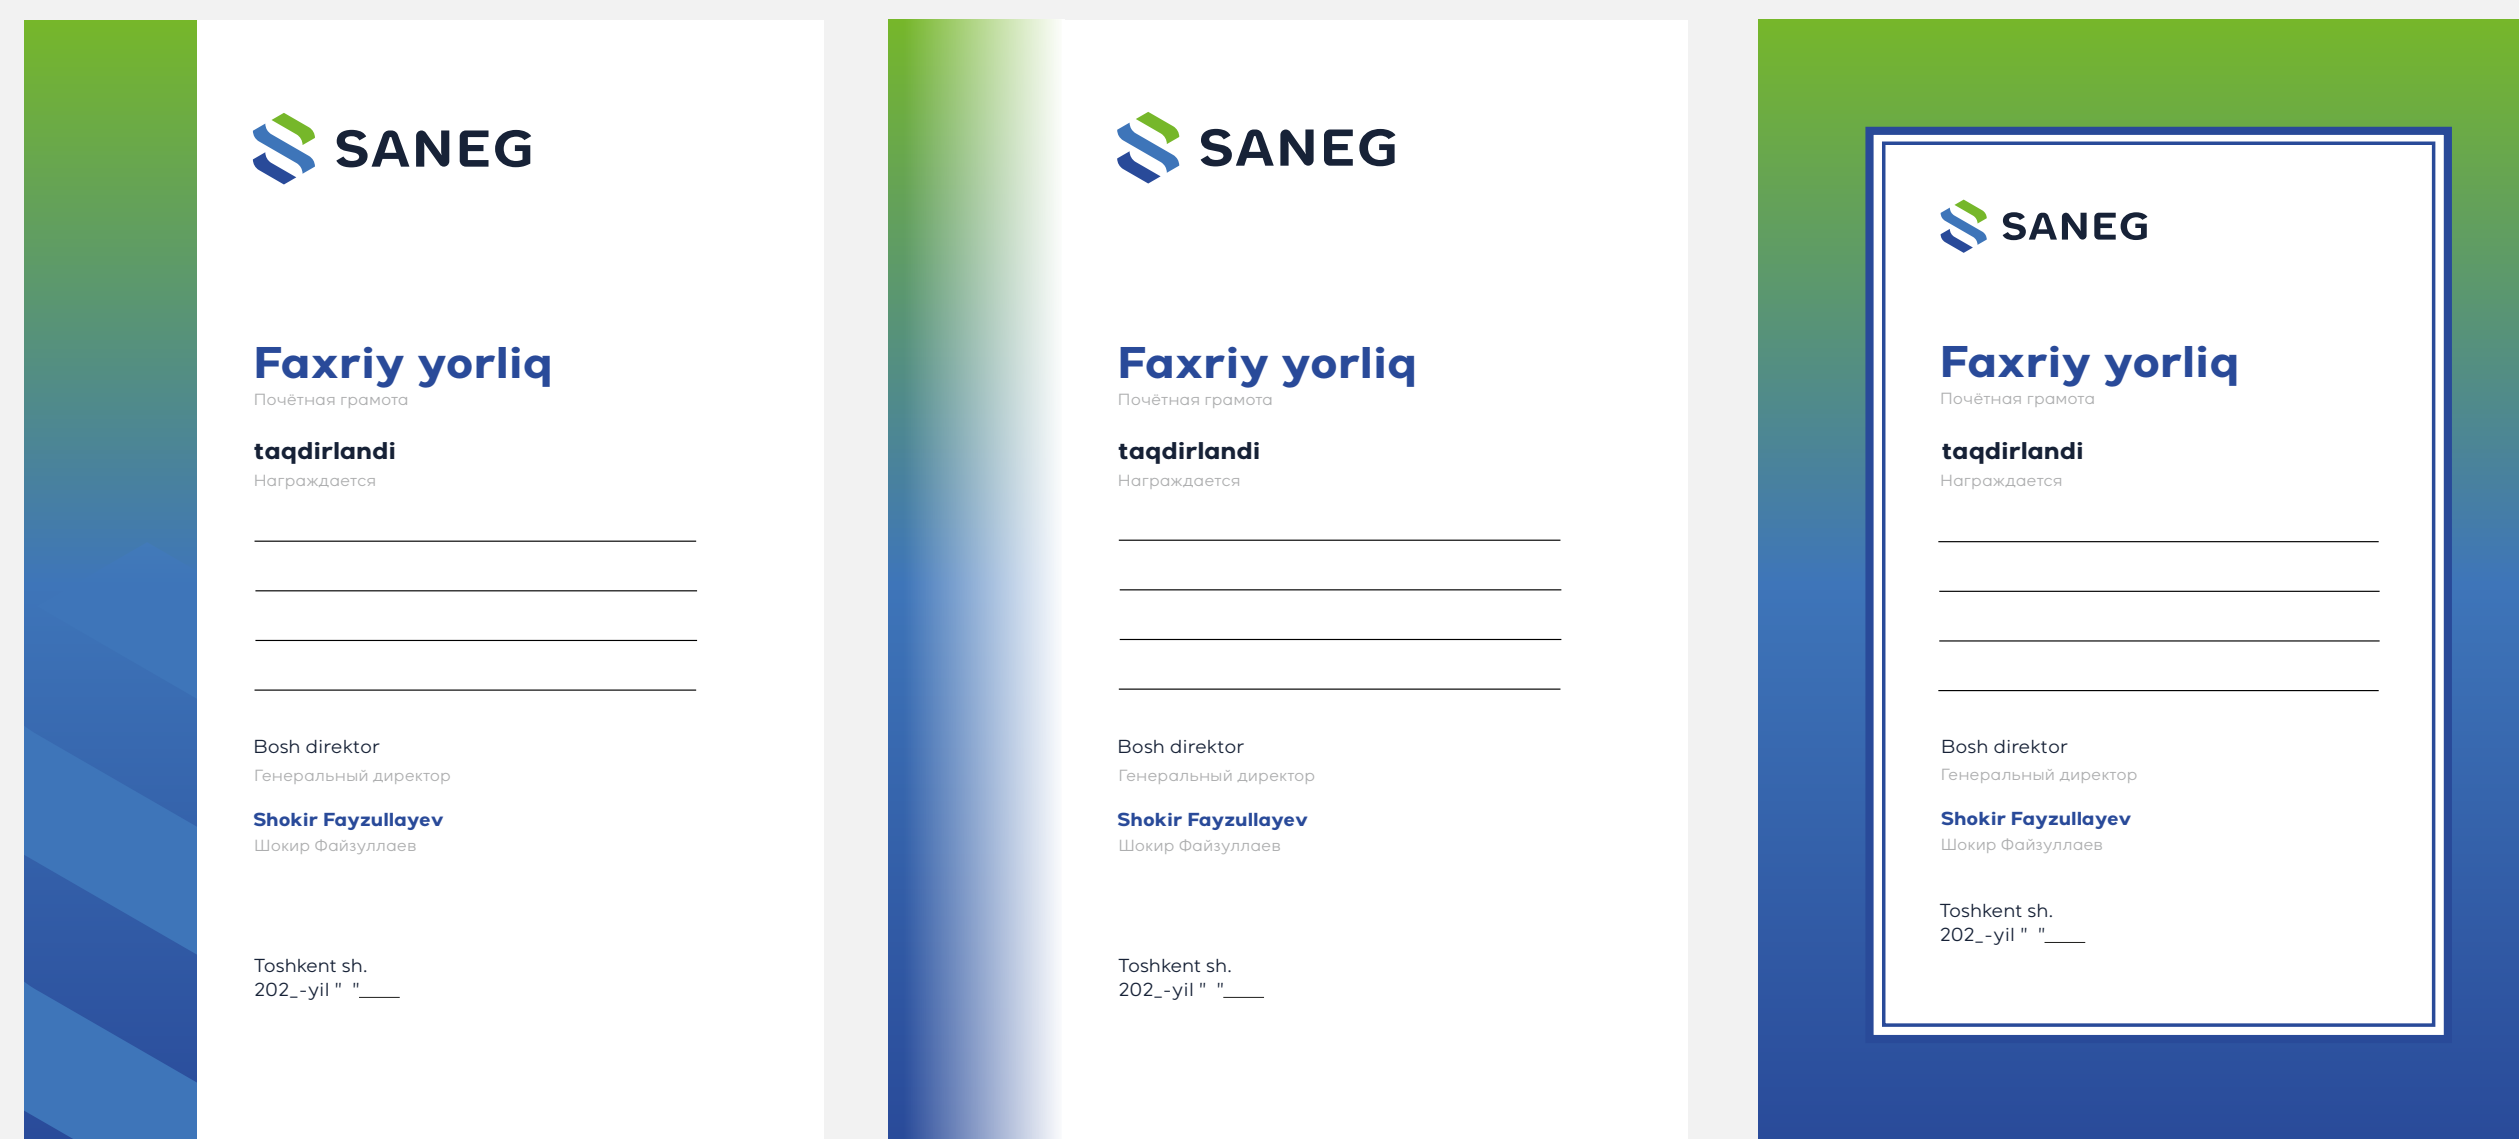 SANEG
Faxriy yorliq
Почётная грамота
taqdirlandi
Награждается
Bosh direktor
Генеральный директор
Shokir Fayzullayev
Шокир Файзуллаев
Toshkent sh.
202_-yil "  "____
SANEG
Faxriy yorliq
Почётная грамота
taqdirlandi
Награждается
Bosh direktor
Генеральный директор
Shokir Fayzullayev
Шокир Файзуллаев
Toshkent sh.
202_-yil "  "____
SANEG
Faxriy yorliq
Почётная грамота
taqdirlandi
Награждается
Bosh direktor
Генеральный директор
Shokir Fayzullayev
Шокир Файзуллаев
Toshkent sh.
202_-yil "  "____